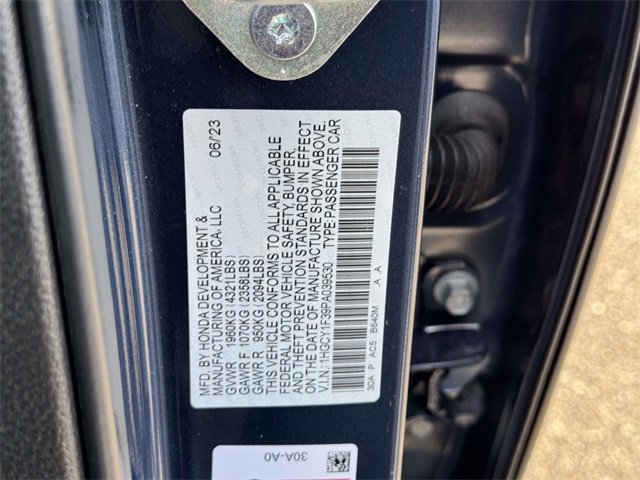 MFD. BY HONDA DEVELOPMENT & 06/'23
MANUFACTURING OF AMERICA, LLC
GVWR 1960KG(4321LBS)
GAWR F 1070KG(2358LBS)
GAWR R 950KG(2094LBS)
THIS VEHICLE CONFORMS TO ALL APPLICABLE
FEDERAL MOTOR VEHICLE SAFETY, BUMPER,
AND THEFT PREVENTION STANDARDS IN EFFECT
ON THE DATE OF MANUFACTURE SHOWN ABOVE.
V.I.N.:1HGCY1F39PA039530 TYPE:PASSENGER CAR
30A P AC5 B640M A A
30A-A0